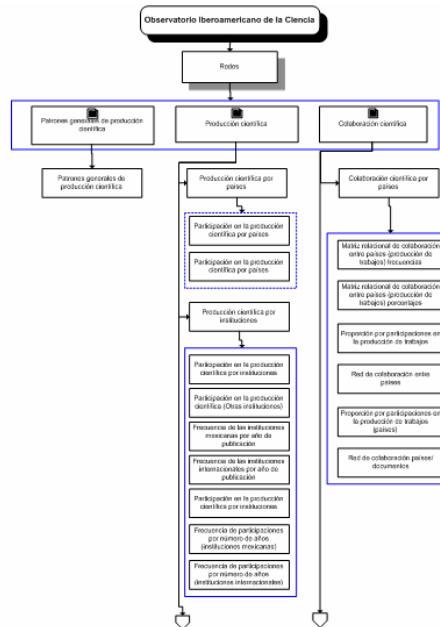 Observatorio Iberoamericano de la Ciencia
Redes
Patrones generales de producción
científica
Producción científica
Colaboración científica
Patrones generales de
producción científica
Producción científica por
países
Colaboración científica por
países
Participación en la producción
científica por países
Participación en la producción
científica por países
Producción científica por
instituciones
Participación en la producción
científica por instituciones
Participación en la producción
científica (Otras instituciones)
Frecuencia de las instituciones
mexicanas por año de
publicación
Frecuencia de las instituciones
internacionales por año de
publicación
Participación en la producción
científica por instituciones
Frecuencia de participaciones
por número de años
(instituciones mexicanas)
Frecuencia de participaciones
por número de años
(Instituciones internacionales)
Matriz relacional de colaboración
entre países (producción de
trabajos) frecuencias
Matriz relacional de colaboración
entre países (producción de
trabajos) porcentajes
Proporción por participaciones en
la producción de trabajos
Red de colaboración entre
países
Proporción por participaciones en
la producción de trabajos
(países)
Red de colaboración países/
documentos